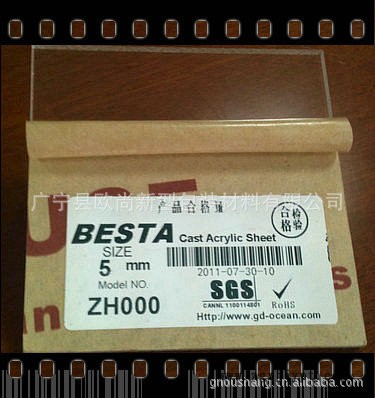 广宁县欧尚新型包装材料有限公司
产品合格证
检验
合格
BESTA Cast Acrylic Sheet
SIZE
5 mm
2011-07-30-10
Model NO.
ZH000
SGS
CANNL 1100114801
RoHS
Http://www.gd-ocean.com
gnoushang.cn.alibaba.com